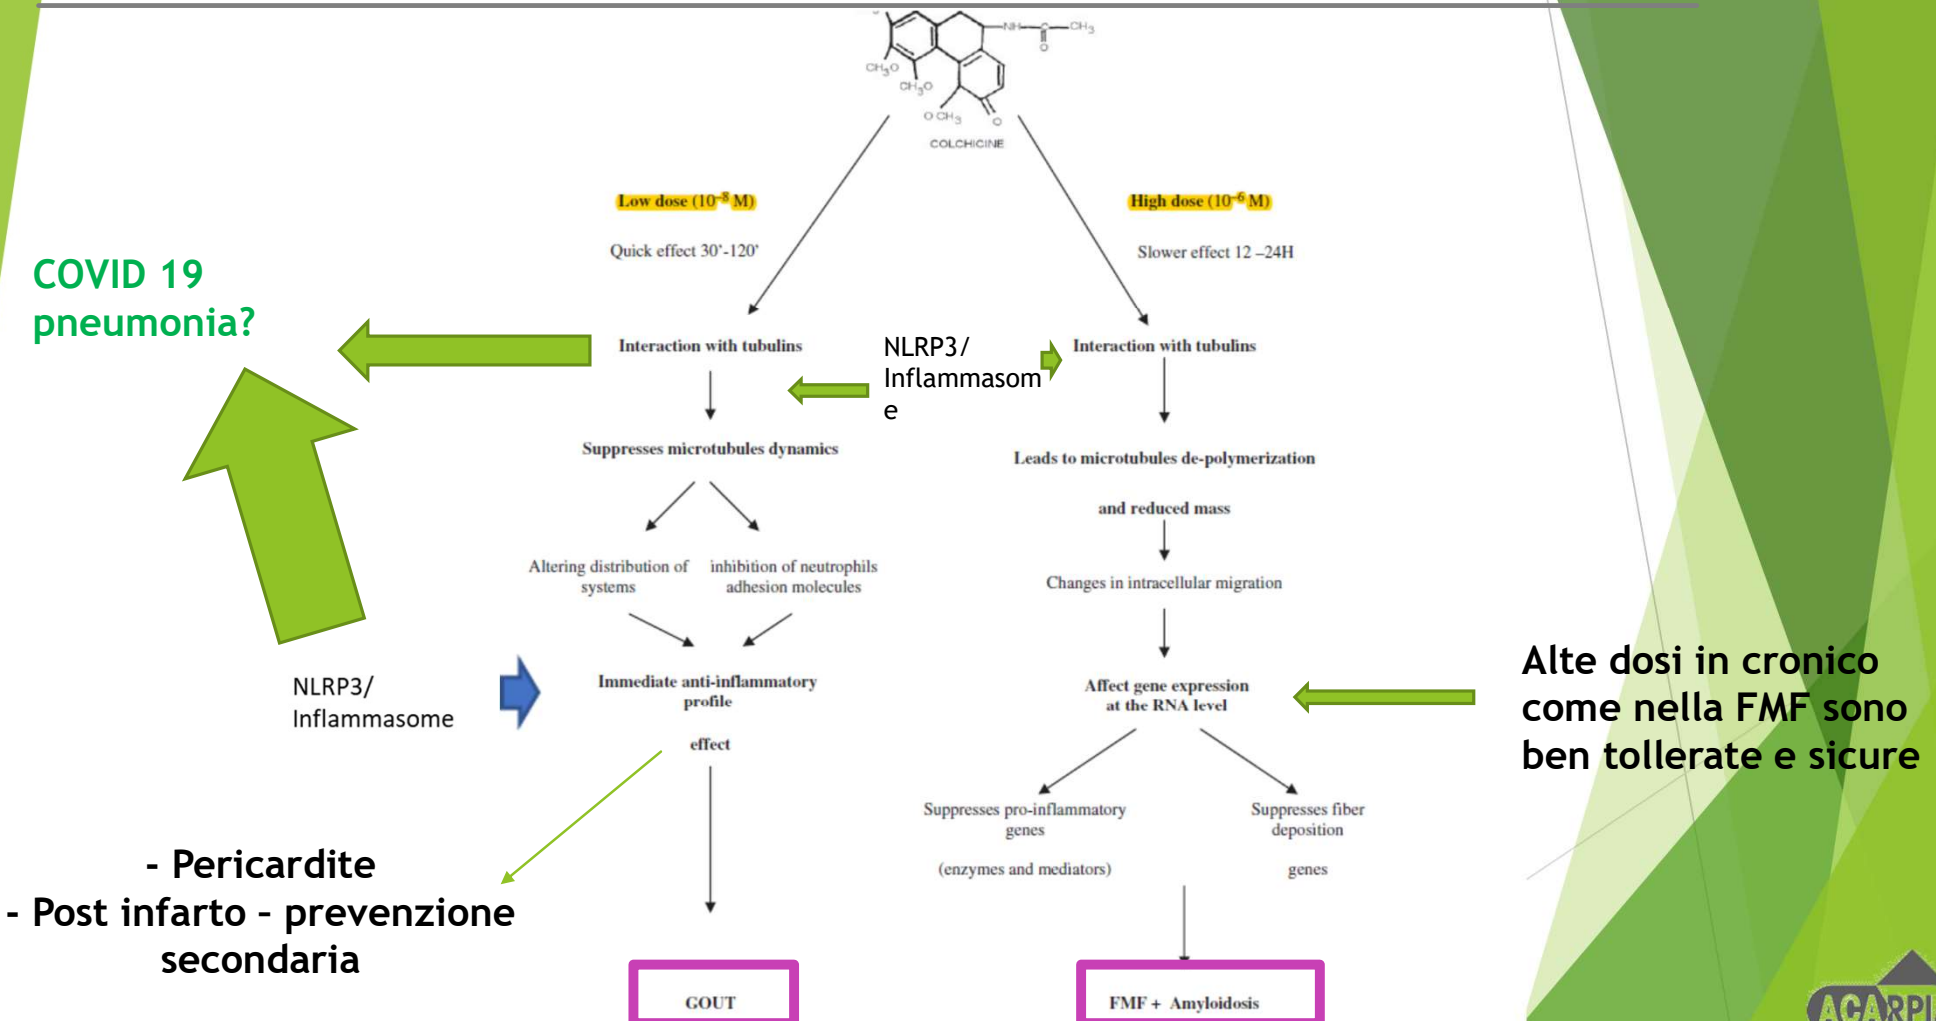 NH
C
CH3
O
CH3O
CH3O
OCH3
O
COLCHICINE
Low dose (10⁻⁸ M)
High dose (10⁻⁶ M)
Quick effect 30'-120'
Slower effect 12 –24H
COVID 19
pneumonia?
Interaction with tubulins
NLRP3/
Inflammasom
e
Interaction with tubulins
Suppresses microtubules dynamics
Leads to microtubules de-polymerization
and reduced mass
Altering distribution of
systems
inhibition of neutrophils
adhesion molecules
Changes in intracellular migration
NLRP3/
Inflammasome
Immediate anti-inflammatory
profile
effect
Affect gene expression
at the RNA level
Alte dosi in cronico
come nella FMF sono
ben tollerate e sicure
Suppresses pro-inflammatory
genes
(enzymes and mediators)
Suppresses fiber
deposition
genes
- Pericardite
- Post infarto – prevenzione
secondaria
GOUT
FMF + Amyloidosis